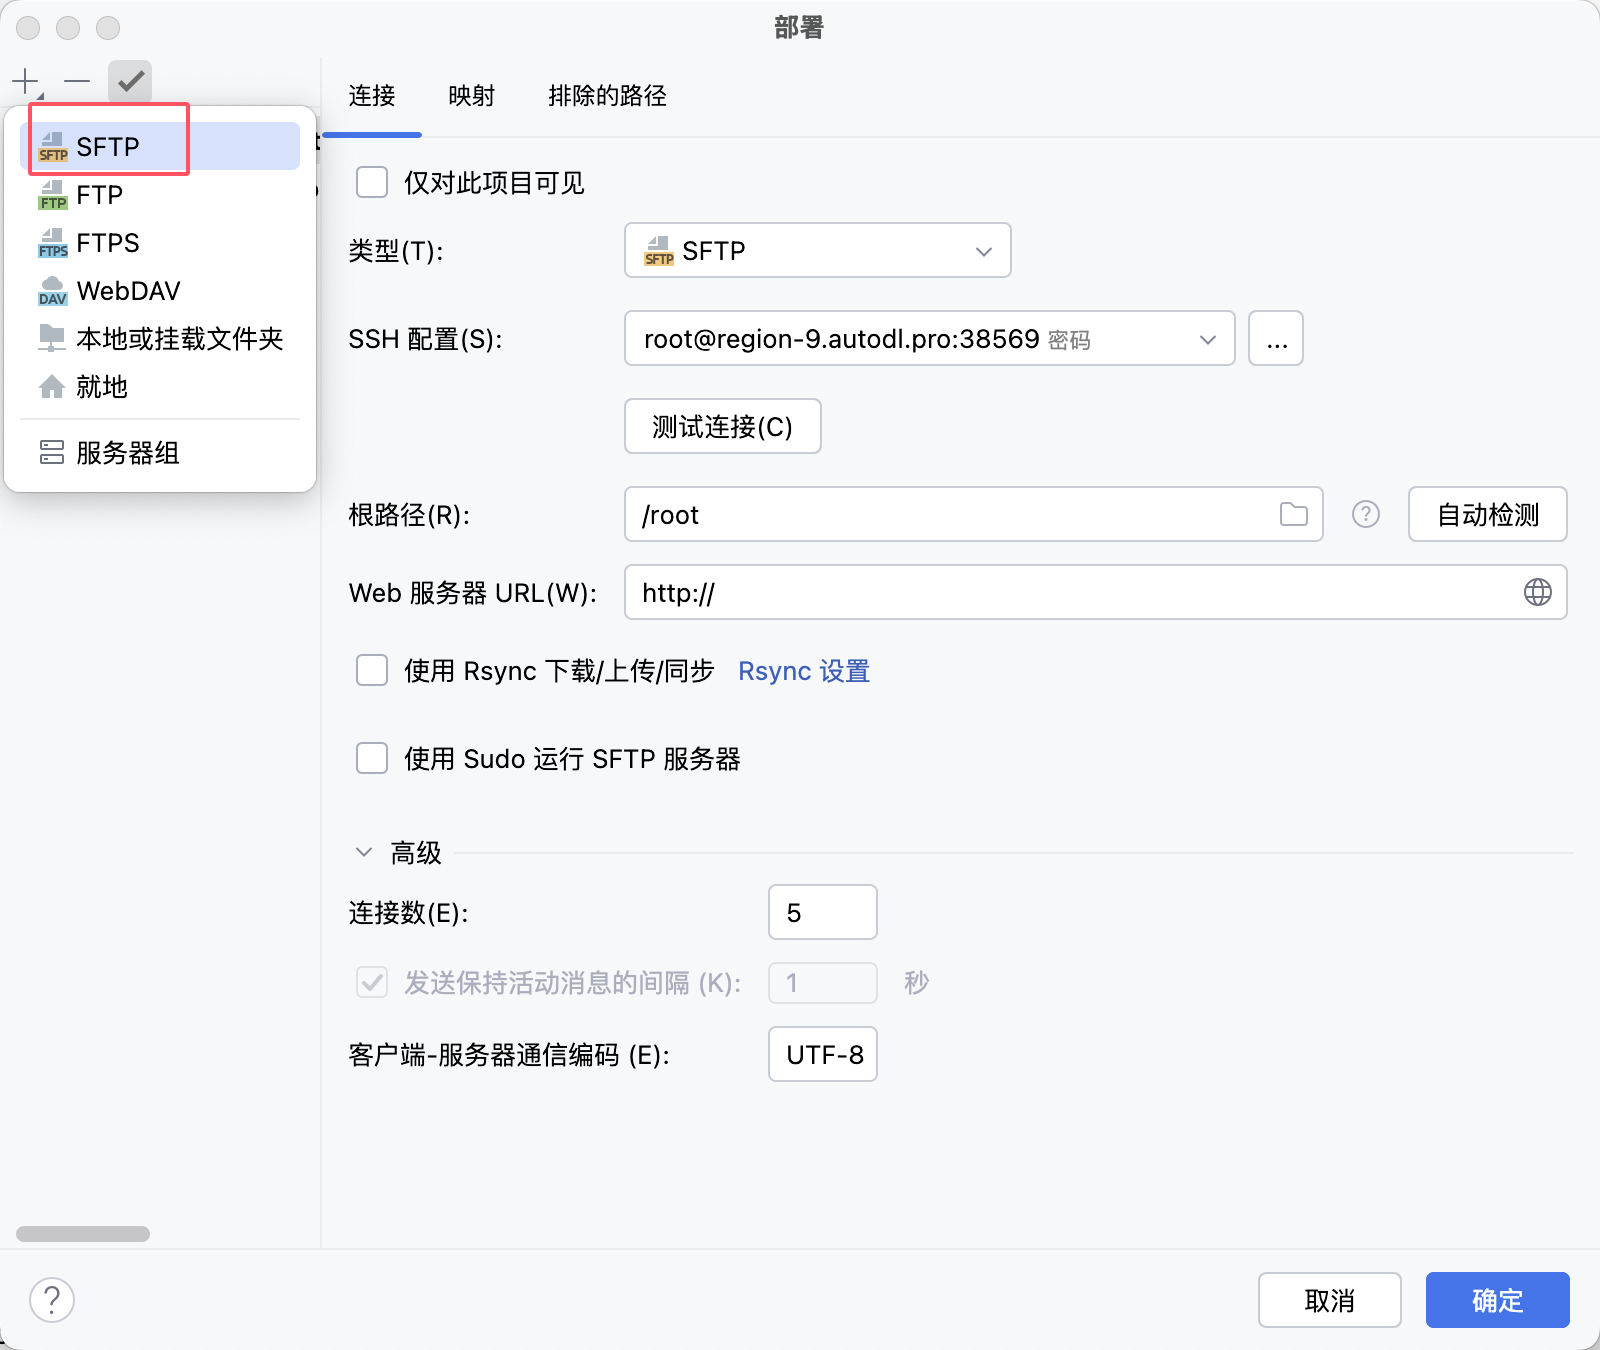 部署
连接 映射 排除的路径
SFTP SFTP
FTP FTP
FTPS FTPS
DAV WebDAV
本地或挂载文件夹
就地
服务器组
仅对此项目可见
类型(T): SFTP SFTP
SSH 配置(S): root@region-9.autodl.pro:38569 密码 ...
测试连接(C)
根路径(R): /root ? 自动检测
Web 服务器 URL(W): http://
使用 Rsync 下载/上传/同步 Rsync 设置
使用 Sudo 运行 SFTP 服务器
高级
连接数(E): 5
发送保持活动消息的间隔 (K): 1 秒
客户端-服务器通信编码 (E): UTF-8
? 取消 确定